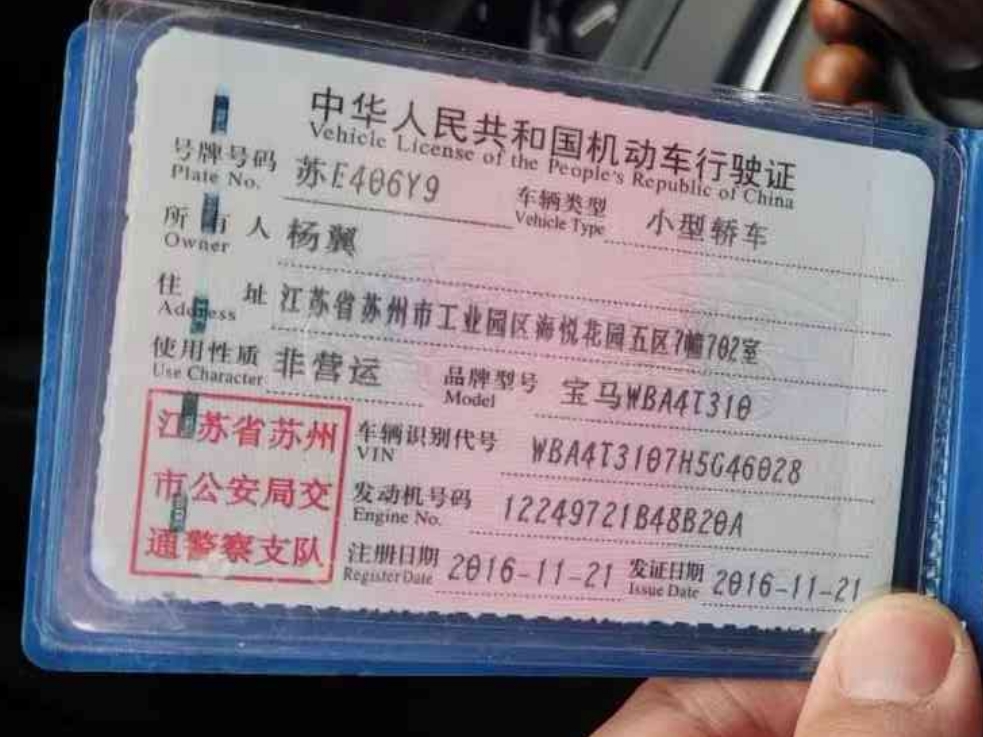 中华人民共和国机动车行驶证
Vehicle License of the People's Republic of China
号牌号码 苏E406Y9 车辆类型 小型轿车
Plate No. Vehicle Type
所有人 杨翼
Owner
住址 江苏省苏州市工业园区海悦花园五区7幢702室
Address
使用性质 非营运 品牌型号 宝马WBA4T310
Use Character Model
江苏省苏州 车辆识别代号 WBA4T3107H5G46028
VIN
市公安局交 发动机号码 12249721B48B20A
Engine No.
通警察支队 注册日期 2016-11-21 发证日期 2016-11-21
Register Date Issue Date